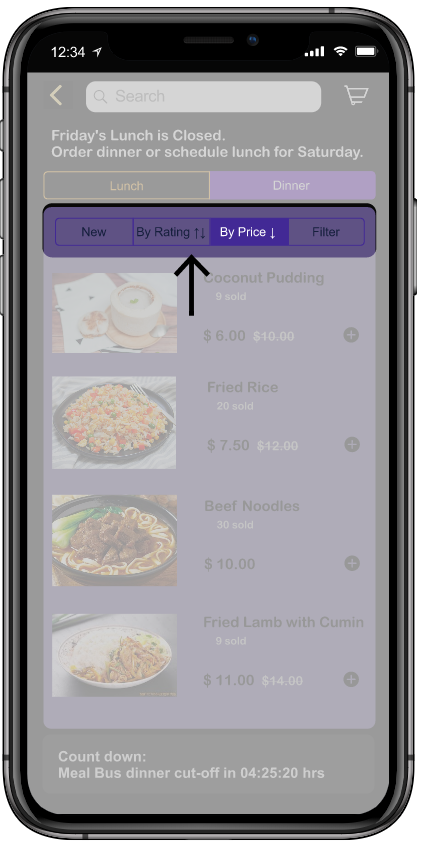 12:34
Search
Friday's Lunch is Closed.
Order dinner or schedule lunch for Saturday.
Lunch Dinner
New By Rating ↑↓ By Price ↓ Filter
Coconut Pudding
9 sold
$ 6.00 $10.00
Fried Rice
20 sold
$ 7.50 $12.00
Beef Noodles
30 sold
$ 10.00
Fried Lamb with Cumin
9 sold
$ 11.00 $14.00
Count down:
Meal Bus dinner cut-off in 04:25:20 hrs